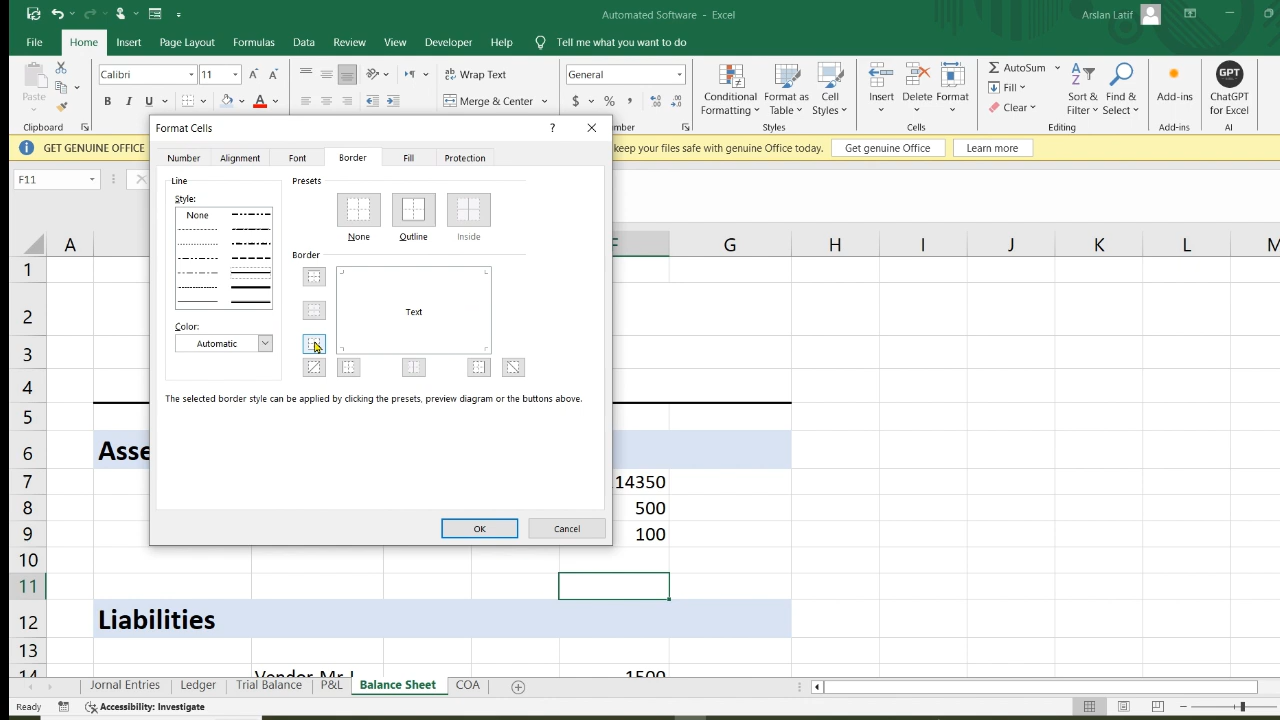 Automated Software - Excel
Arslan Latif
File Home Insert Page Layout Formulas Data Review View Developer Help Tell me what you want to do
Paste
Clipboard
Calibri 11
B I U A
Wrap Text
Merge & Center
General
$ % ,
umber
Conditional Formatting
Format as Table
Cell Styles
Styles
Insert Delete Format
Cells
AutoSum
Fill
Clear
Sort & Filter
Find & Select
Editing
Add-ins
Add-ins
GPT
ChatGPT for Excel
AI
GET GENUINE OFFICE
keep your files safe with genuine Office today.
Get genuine Office
Learn more
F11
Format Cells
? ×
Number Alignment Font Border Fill Protection
Line
Style:
None
Color:
Automatic
Presets
None Outline Inside
Border
Text
The selected border style can be applied by clicking the presets, preview diagram or the buttons above.
OK Cancel
A F G H I J K L M
1
2
3
4
5
6 Asse
7 14350
8 500
9 100
10
11
12 Liabilities
13
14 Vendor Mr L 1500
Jornal Entries Ledger Trial Balance P&L Balance Sheet COA
Ready Accessibility: Investigate